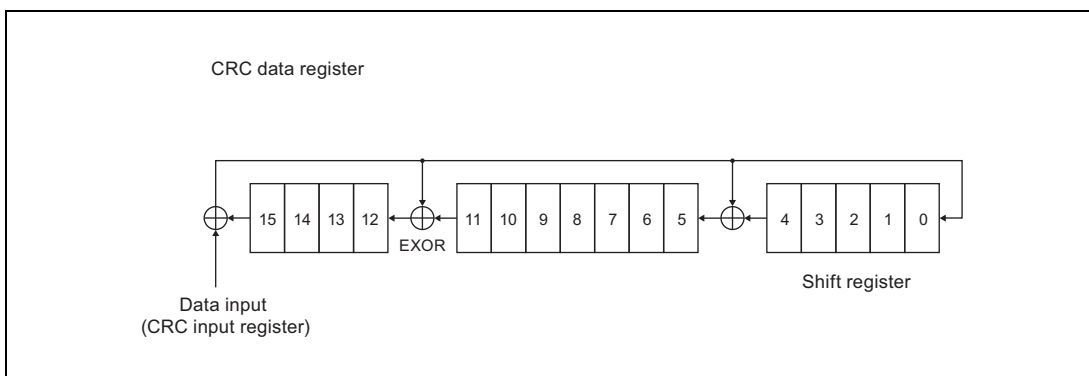 CRC data register
15 14 13 12 11 10 9 8 7 6 5 4 3 2 1 0
EXOR
Shift register
Data input
(CRC input register)